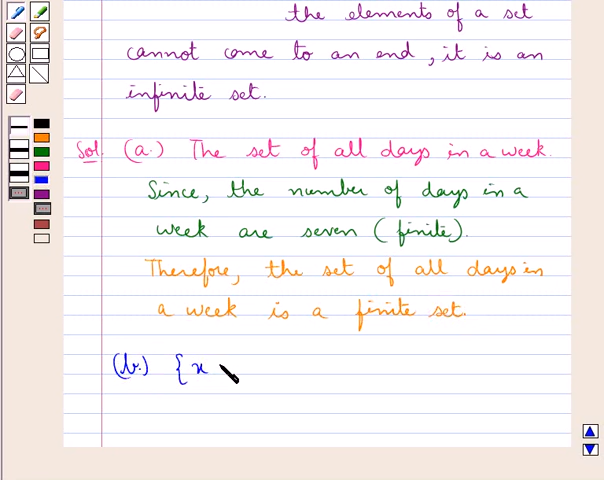 the elements of a set
cannot come to an end, it is an
infinite set.
Sol. (a.) The set of all days in a week.
Since, the number of days in a
week are seven (finite).
Therefore, the set of all days in
a week is a finite set.
(b.) {x